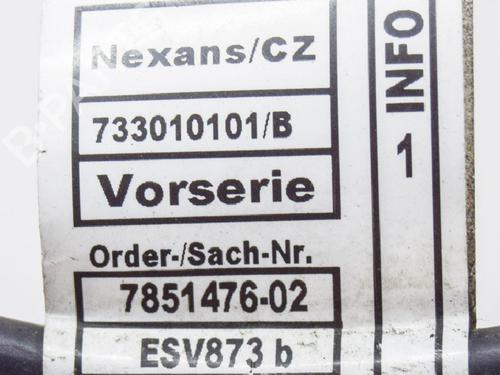 Nexans/CZ
733010101/B
Vorserie
Order-/Sach-Nr.
7851476-02
ESV873 b
INFO
1